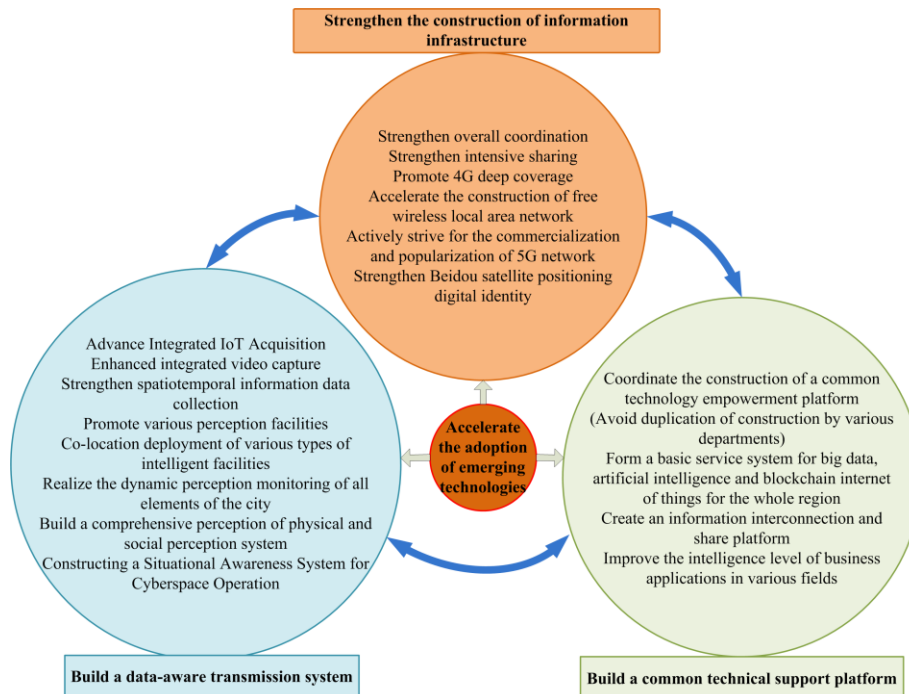 Strengthen the construction of information
infrastructure
Strengthen overall coordination
Strengthen intensive sharing
Promote 4G deep coverage
Accelerate the construction of free
wireless local area network
Actively strive for the commercialization
and popularization of 5G network
Strengthen Beidou satellite positioning
digital identity
Advance Integrated IoT Acquisition
Enhanced integrated video capture
Strengthen spatiotemporal information data
collection
Promote various perception facilities
Co-location deployment of various types of
intelligent facilities
Realize the dynamic perception monitoring of all
elements of the city
Build a comprehensive perception of physical and
social perception system
Constructing a Situational Awareness System for
Cyberspace Operation
Accelerate
the adoption
of emerging
technologies
Coordinate the construction of a common
technology empowerment platform
(Avoid duplication of construction by various
departments)
Form a basic service system for big data,
artificial intelligence and blockchain internet
of things for the whole region
Create an information interconnection and
share platform
Improve the intelligence level of business
applications in various fields
Build a data-aware transmission system
Build a common technical support platform